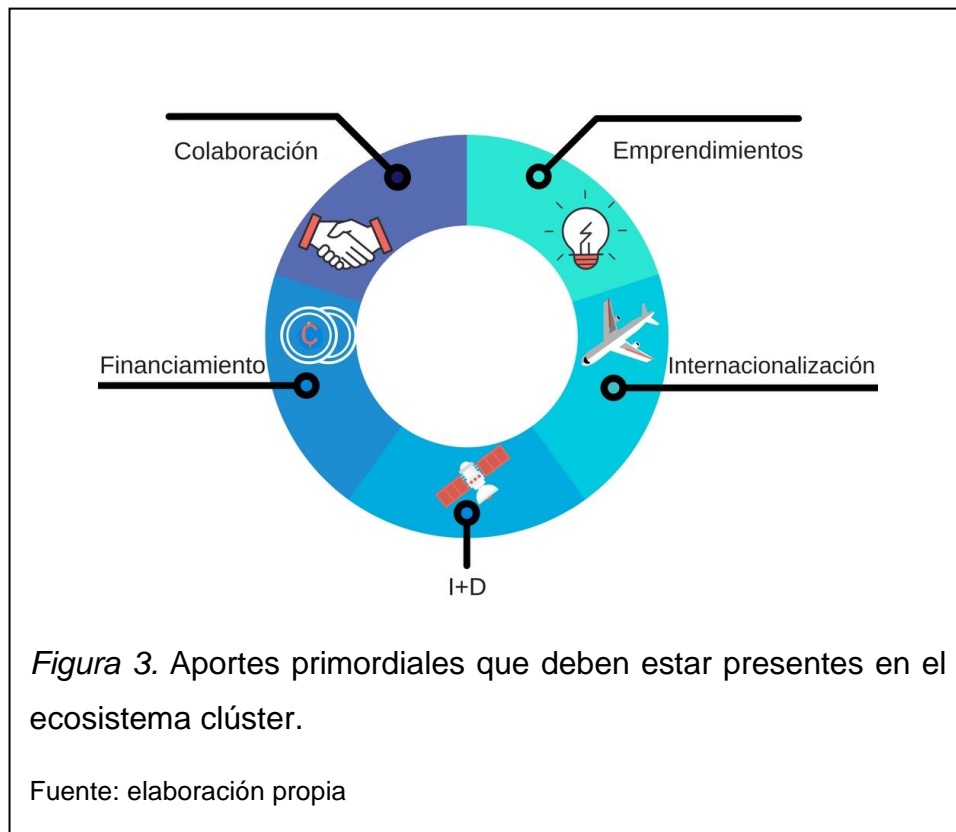 Colaboración
Emprendimientos
₡
Financiamiento
Internacionalización
I+D
Figura 3. Aportes primordiales que deben estar presentes en el
ecosistema clúster.
Fuente: elaboración propia